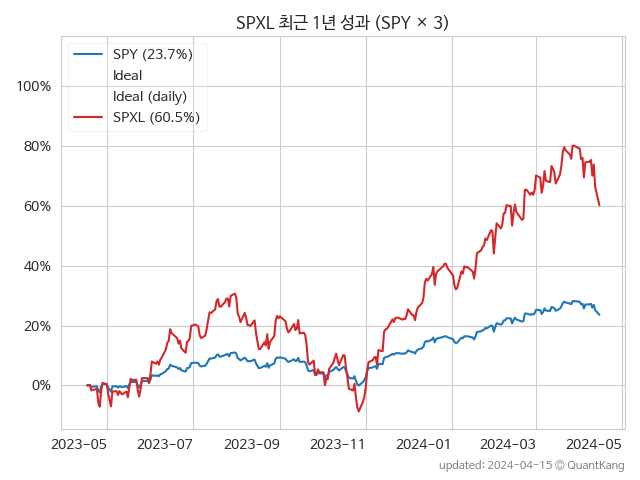 SPXL 최근 1년 성과 (SPY × 3)
SPY (23.7%)
Ideal
Ideal (daily)
SPXL (60.5%)
100%
80%
60%
40%
20%
0%
2023-05 2023-07 2023-09 2023-11 2024-01 2024-03 2024-05
updated: 2024-04-15 © QuantKang